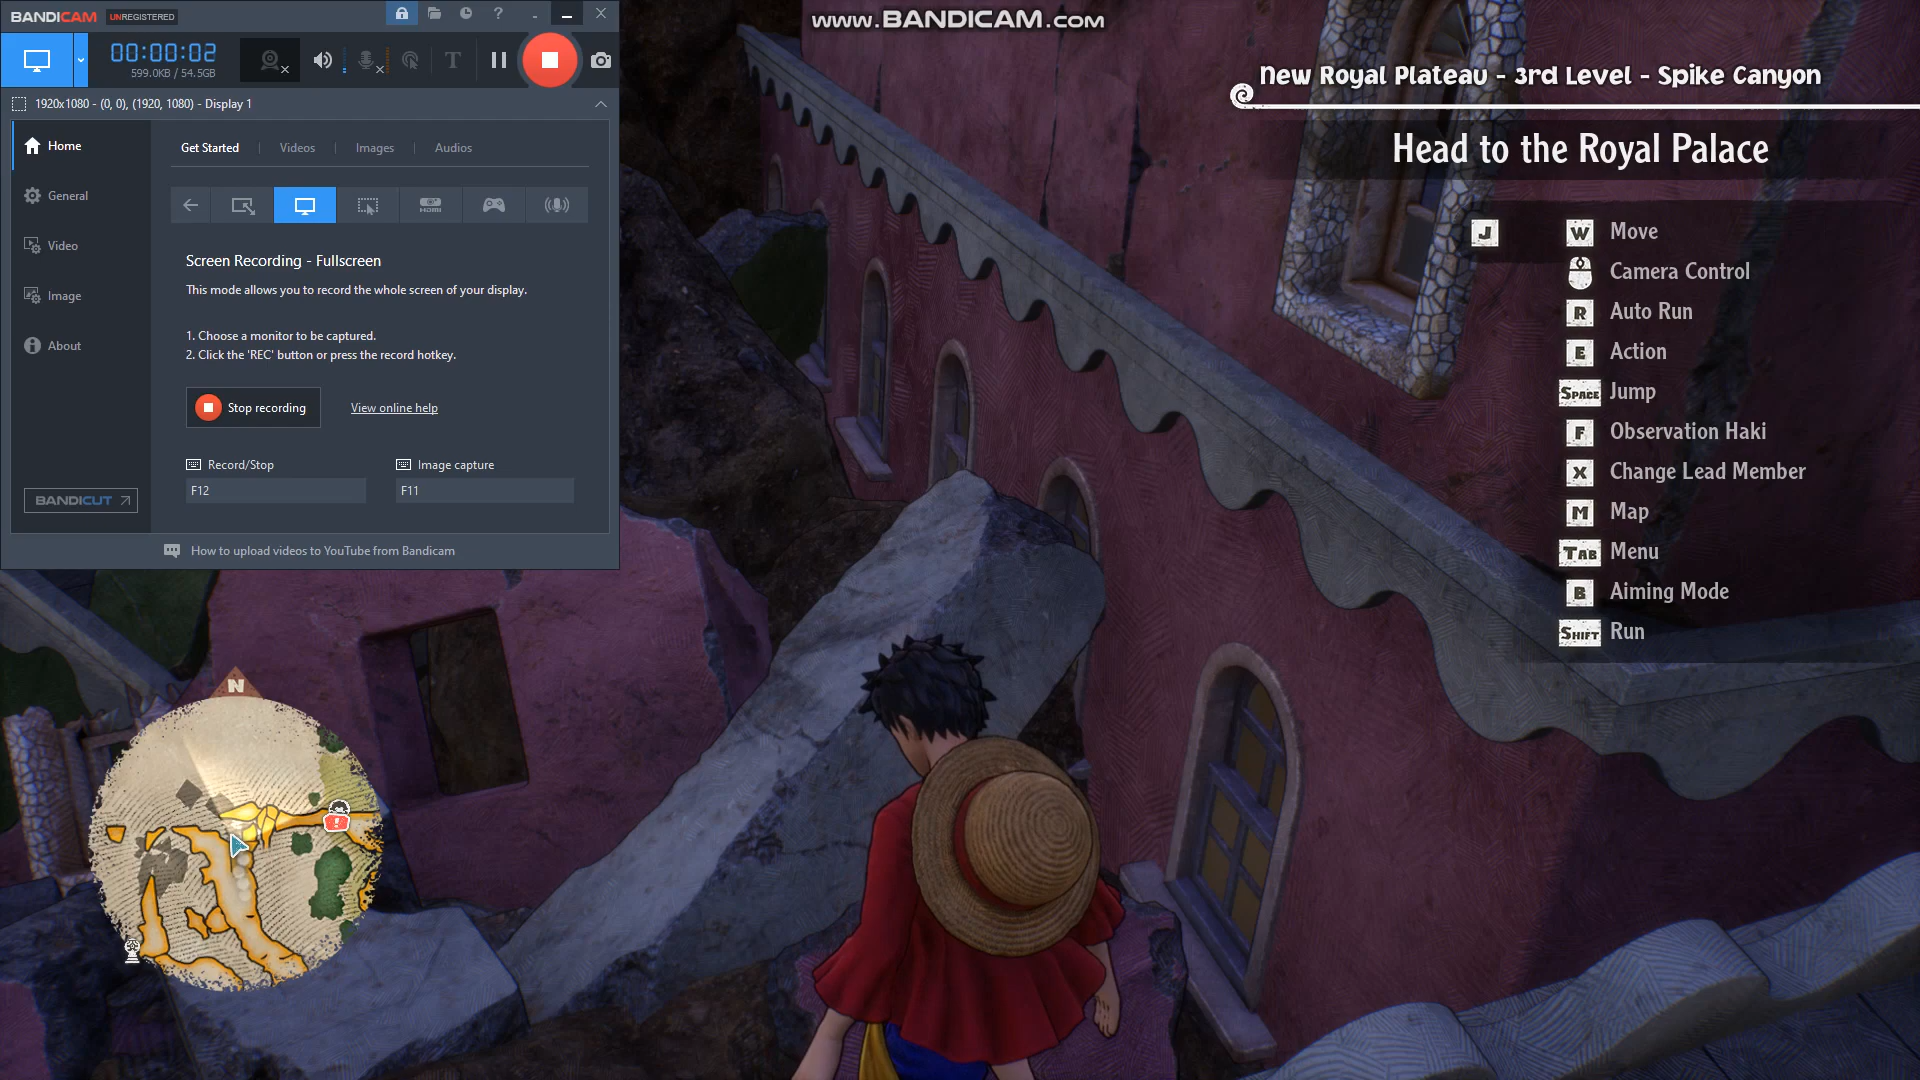 BANDICAM UNREGISTERED
www.BANDICAM.com
00:00:02
599.0KB / 54.5GB
1920x1080 - (0, 0), (1920, 1080) - Display 1
Home
General
Video
Image
About
BANDICUT
Get Started
Videos
Images
Audios
HDMI
Screen Recording - Fullscreen
This mode allows you to record the whole screen of your display.
1. Choose a monitor to be captured.
2. Click the 'REC' button or press the record hotkey.
Stop recording
View online help
Record/Stop
Image capture
F12
F11
How to upload videos to YouTube from Bandicam
New Royal Plateau - 3rd Level - Spike Canyon
Head to the Royal Palace
J
W Move
Camera Control
R Auto Run
E Action
Space Jump
F Observation Haki
X Change Lead Member
M Map
Tab Menu
B Aiming Mode
Shift Run
N